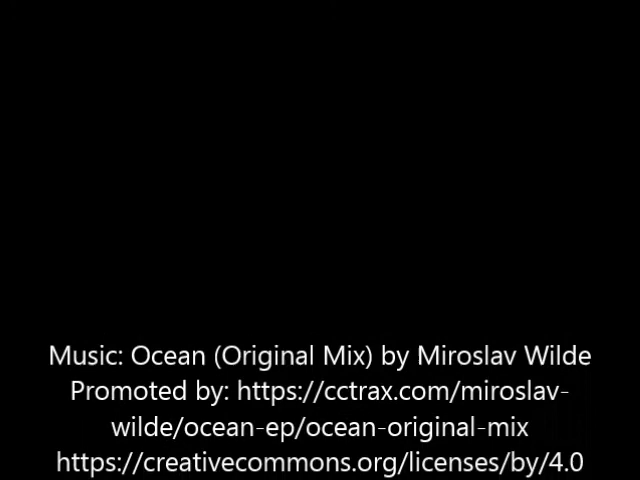 Music: Ocean (Original Mix) by Miroslav Wilde
Promoted by: https://cctrax.com/miroslav-
wilde/ocean-ep/ocean-original-mix
https://creativecommons.org/licenses/by/4.0